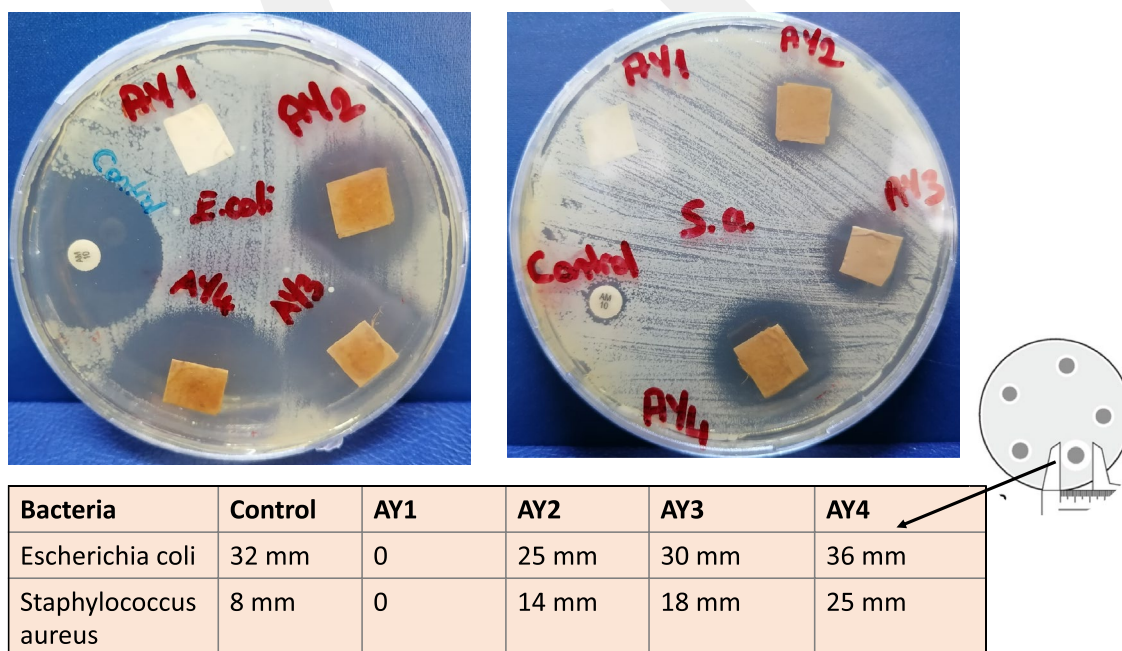 AY1
AY2
Control
E.coli
AY4
AY3
AY1
AY2
AY3
S.a.
Control
AM
10
AY4
Bacteria Control AY1 AY2 AY3 AY4
Escherichia coli 32 mm 0 25 mm 30 mm 36 mm
Staphylococcus aureus 8 mm 0 14 mm 18 mm 25 mm